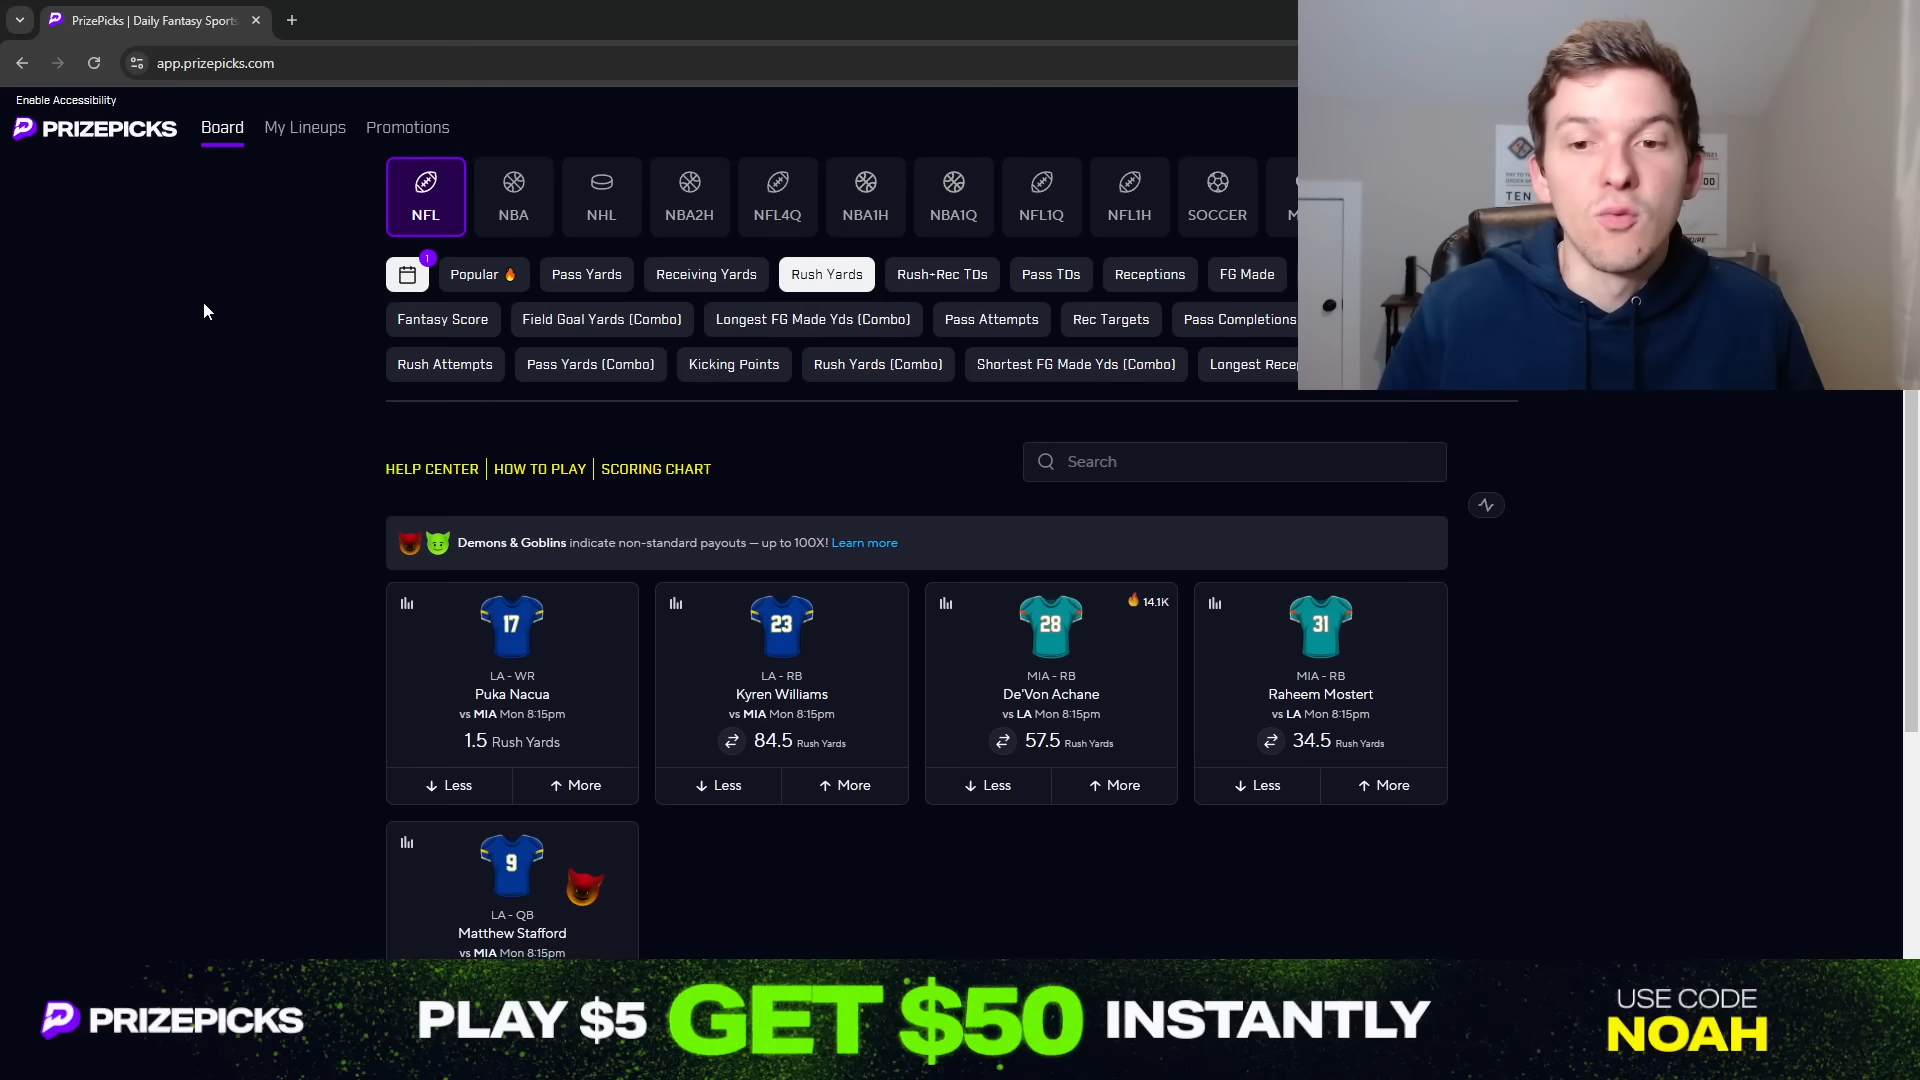 PrizePicks | Daily Fantasy Sports
app.prizepicks.com
Enable Accessibility
PRIZEPICKS
Board
My Lineups
Promotions
NFL
NBA
NHL
NBA2H
NFL4Q
NBA1H
NBA1Q
NFL1Q
NFL1H
SOCCER
M
1
Popular
Pass Yards
Receiving Yards
Rush Yards
Rush+Rec TDs
Pass TDs
Receptions
FG Made
Fantasy Score
Field Goal Yards (Combo)
Longest FG Made Yds (Combo)
Pass Attempts
Rec Targets
Pass Completions
Rush Attempts
Pass Yards (Combo)
Kicking Points
Rush Yards (Combo)
Shortest FG Made Yds (Combo)
Longest Recep
TEN
HELP CENTER
HOW TO PLAY
SCORING CHART
Search
Demons & Goblins indicate non-standard payouts — up to 100X! Learn more
17
LA - WR
Puka Nacua
vs MIA Mon 8:15pm
1.5 Rush Yards
Less
More
23
LA - RB
Kyren Williams
vs MIA Mon 8:15pm
84.5 Rush Yards
Less
More
14.1K
28
MIA - RB
De'Von Achane
vs LA Mon 8:15pm
57.5 Rush Yards
Less
More
31
MIA - RB
Raheem Mostert
vs LA Mon 8:15pm
34.5 Rush Yards
Less
More
9
LA - QB
Matthew Stafford
vs MIA Mon 8:15pm
PRIZEPICKS
PLAY $5 GET $50 INSTANTLY
USE CODE
NOAH